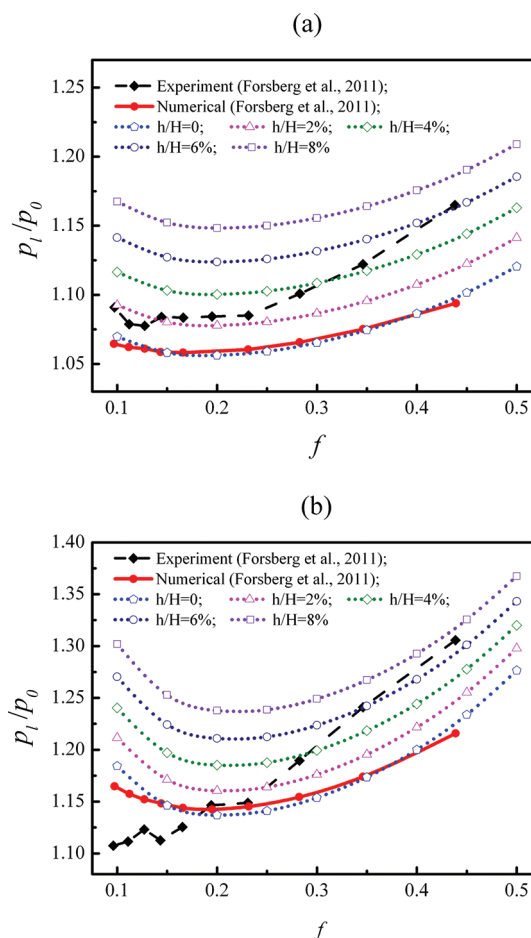 (a)
1.25
Experiment (Forsberg et al., 2011);
Numerical (Forsberg et al., 2011);
h/H=0; h/H=2%; h/H=4%;
h/H=6%; h/H=8%
1.20
1.15
1.10
1.05
p_l/p_0
0.1 0.2 0.3 0.4 0.5
f
(b)
1.40
Experiment (Forsberg et al., 2011);
Numerical (Forsberg et al., 2011);
h/H=0; h/H=2%; h/H=4%;
h/H=6%; h/H=8%
1.35
1.30
1.25
1.20
1.15
1.10
p_l/p_0
0.1 0.2 0.3 0.4 0.5
f